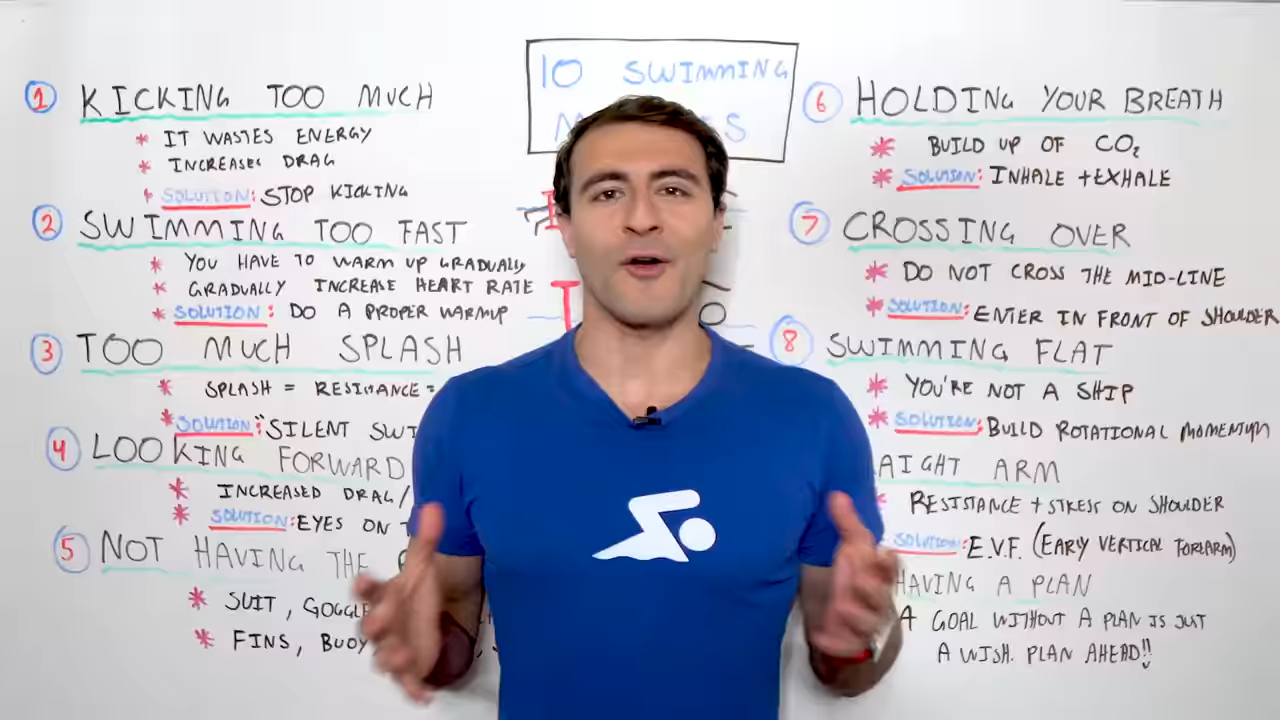 10 SWIMMING
1 KICKING TOO MUCH
* IT WASTES ENERGY
* INCREASES DRAG
* SOLUTION: STOP KICKING
2 SWIMMING TOO FAST
* YOU HAVE TO WARM UP GRADUALLY
* GRADUALLY INCREASE HEART RATE
* SOLUTION: DO A PROPER WARMUP
3 TOO MUCH SPLASH
* SPLASH = RESISTANCE =
* SOLUTION: "SILENT
4 LOOKING FORWARD
* INCREASED DRAG/
* SOLUTION: EYES ON
5 NOT HAVING THE
* SUIT,
* FINS, BUOY
6 HOLDING YOUR BREATH
* BUILD UP OF CO₂
* SOLUTION: INHALE + EXHALE
7 CROSSING OVER
* DO NOT CROSS THE MID-LINE
* SOLUTION: ENTER IN FRONT OF SHOULDER
8 SWIMMING FLAT
* YOU'RE NOT A SHIP
* SOLUTION: BUILD ROTATIONAL MOMENTUM
AIGHT ARM
* RESISTANCE + STRESS ON SHOULDER
SOLUTION: E.V.F. (EARLY VERTICAL FOREARM)
HAVING A PLAN
A GOAL WITHOUT A PLAN IS JUST
A WISH. PLAN AHEAD!!